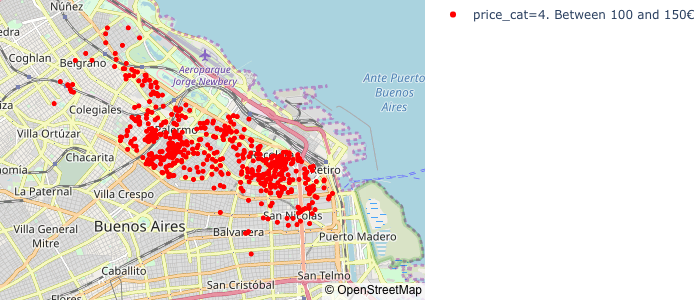 Núñez
price_cat=4. Between 100 and 150€
edra
Coghlan
Belgrano
Aeroparque
Jorge Newbery
Ante Puerto
Buenos
Aires
Colegiales
Villa Ortúzar
Palermo
Chacarita
Retiro
La Paternal
Villa Crespo
San Nicolas
Villa General
Mitre
Buenos Aires
Balvanera
Puerto Madero
Caballito
San Telmo
San Cristóbal
Flores
© OpenStreetMap